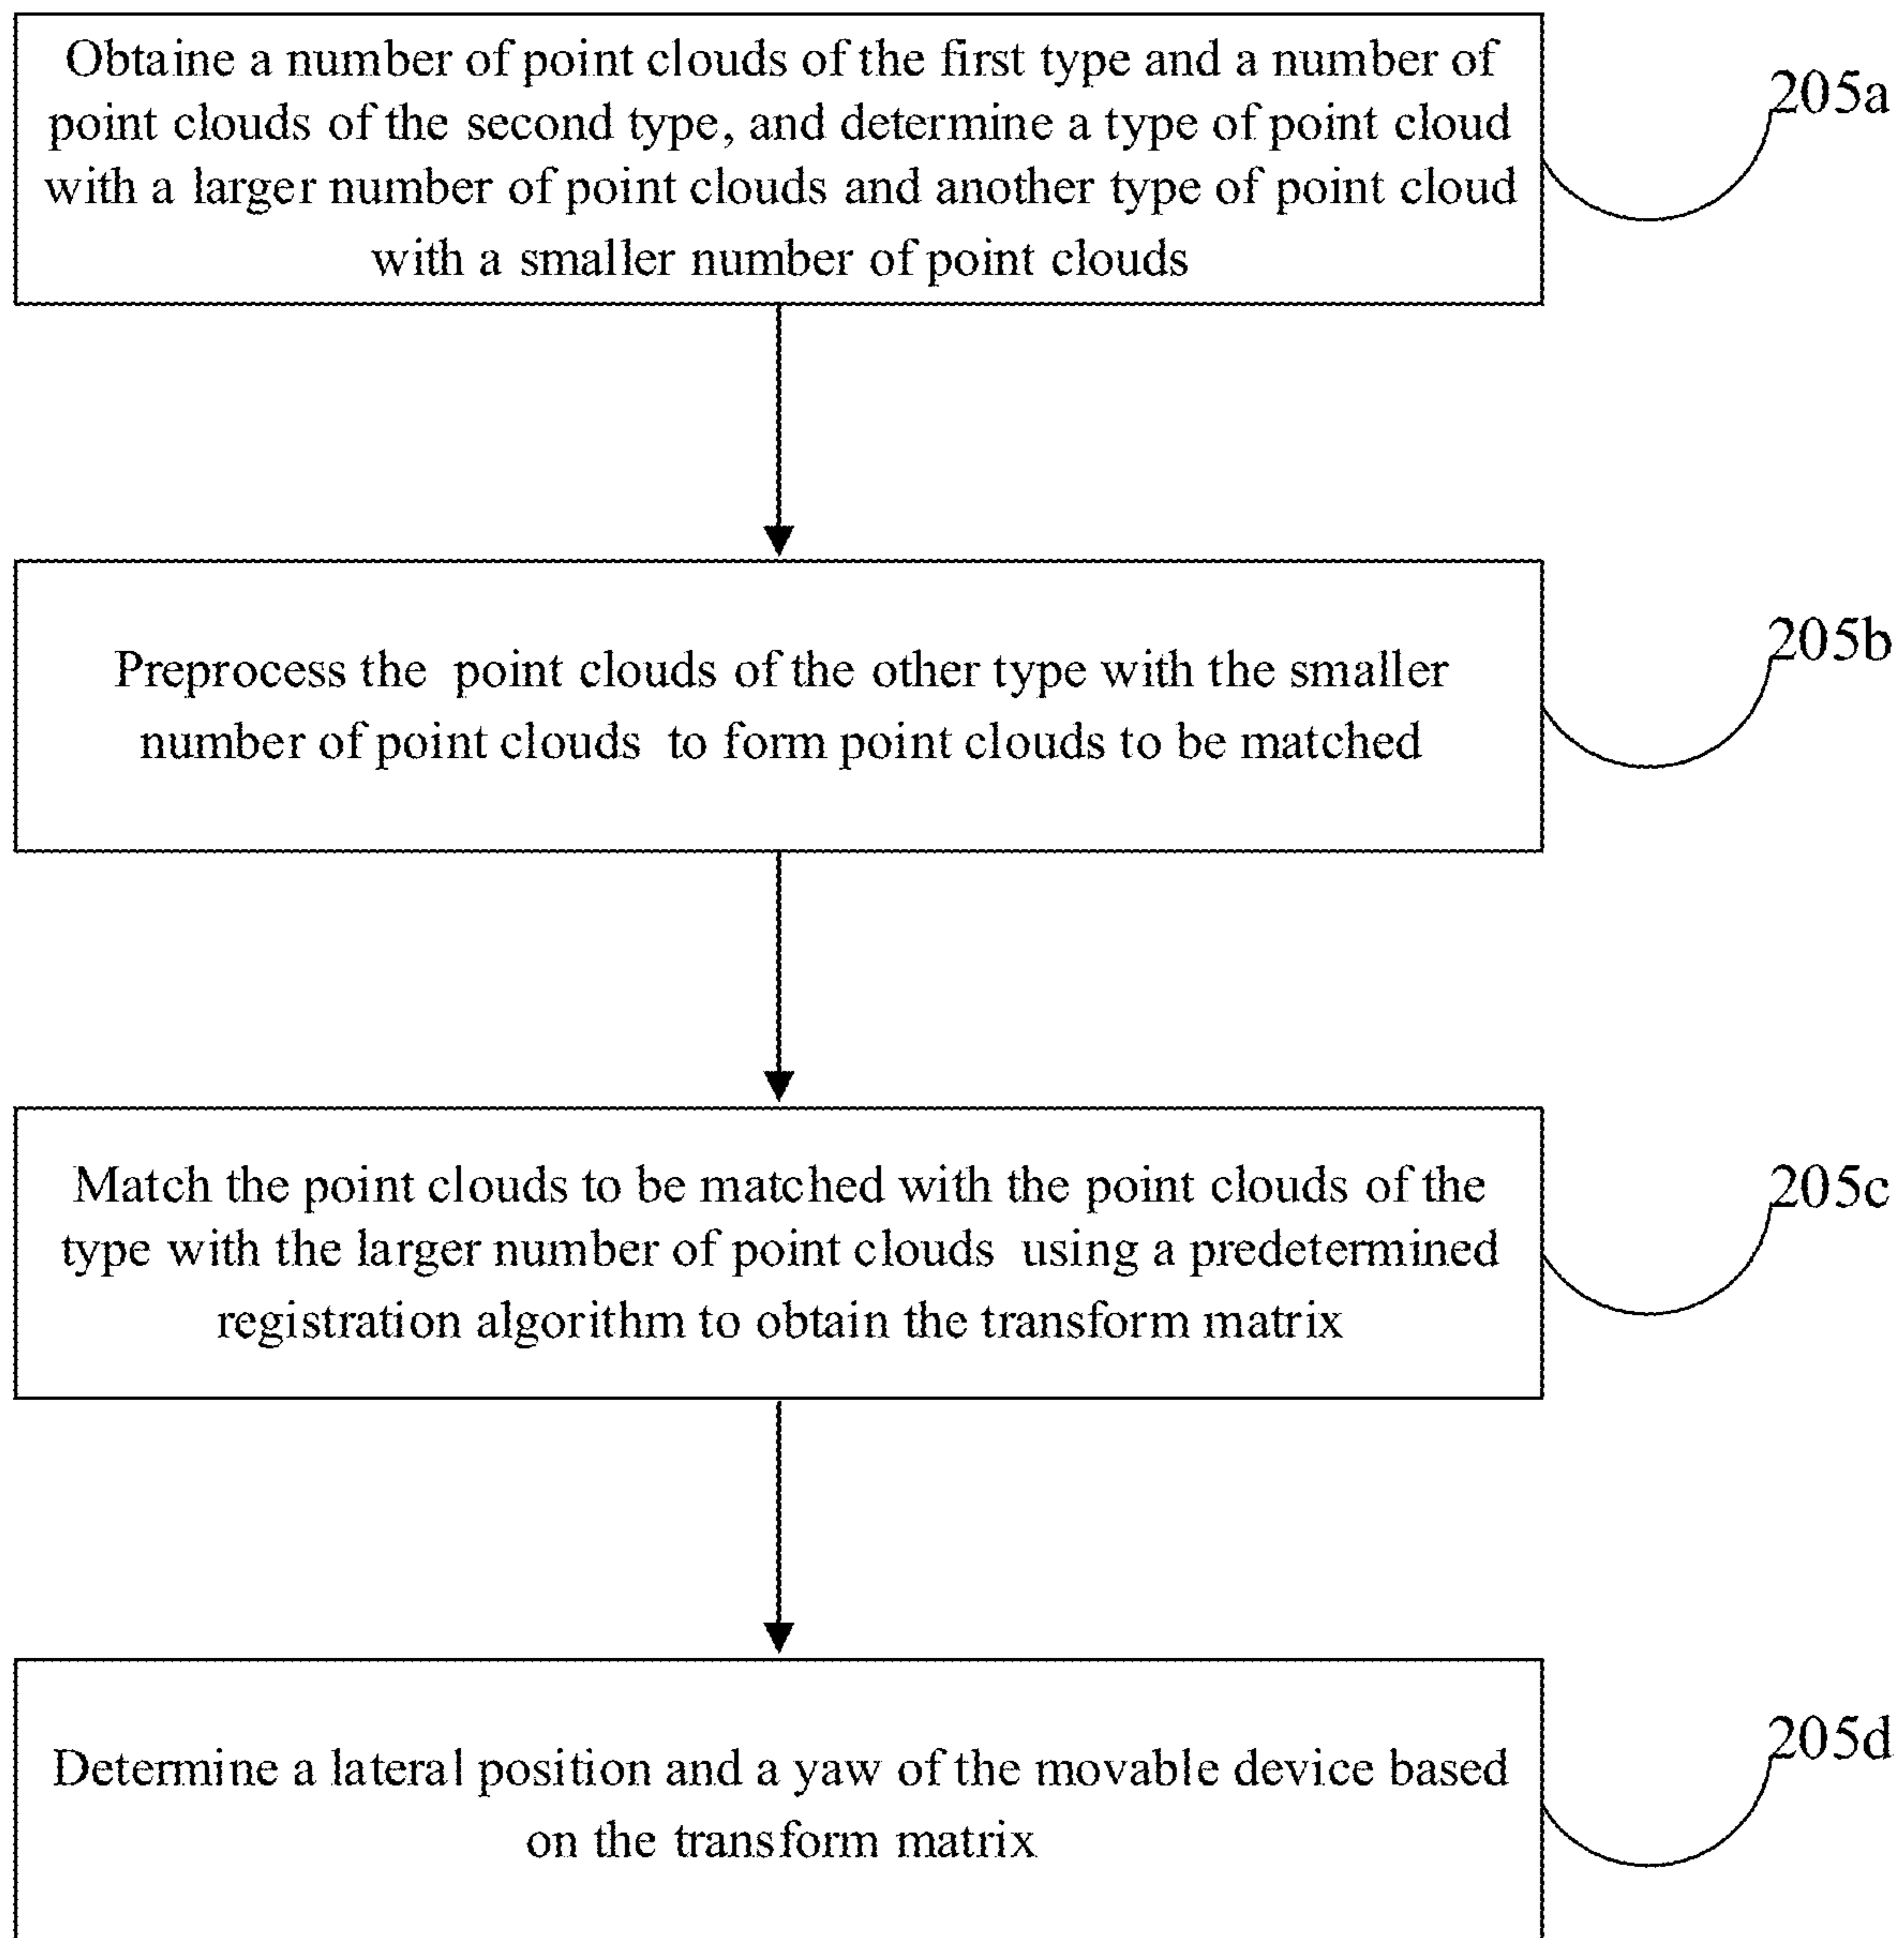 Obtaine a number of point clouds of the first type and a number of
point clouds of the second type, and determine a type of point cloud
with a larger number of point clouds and another type of point cloud
with a smaller number of point clouds
205a
Preprocess the point clouds of the other type with the smaller
number of point clouds to form point clouds to be matched
205b
Match the point clouds to be matched with the point clouds of the
type with the larger number of point clouds using a predetermined
registration algorithm to obtain the transform matrix
205c
Determine a lateral position and a yaw of the movable device based
on the transform matrix
205d